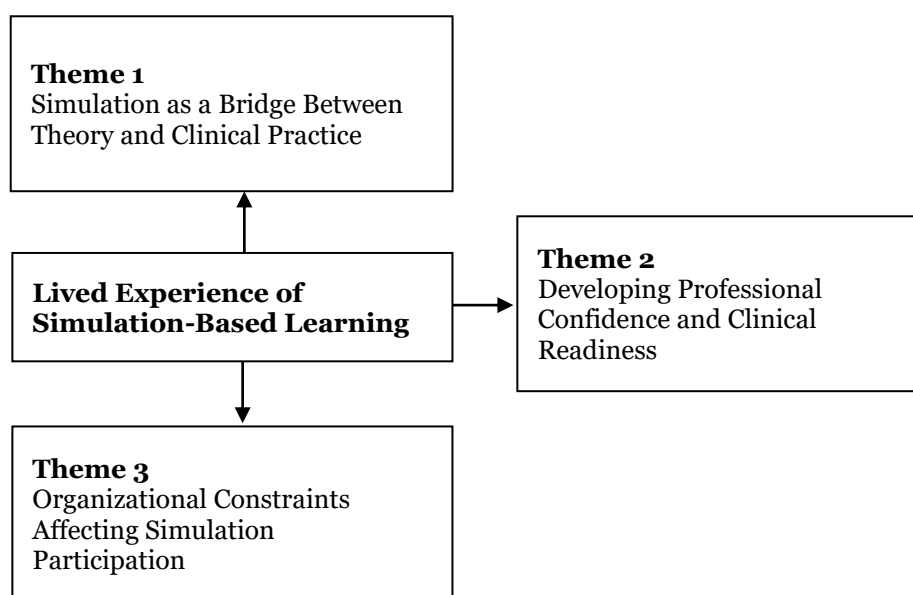 Theme 1
Simulation as a Bridge Between
Theory and Clinical Practice
Lived Experience of
Simulation-Based Learning
Theme 2
Developing Professional
Confidence and Clinical
Readiness
Theme 3
Organizational Constraints
Affecting Simulation
Participation